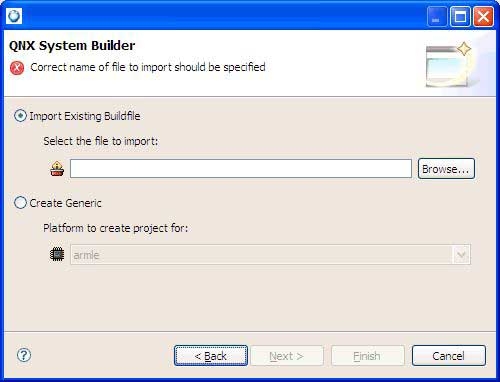 QNX System Builder
Correct name of file to import should be specified
Import Existing Buildfile
Select the file to import:
Browse...
Create Generic
Platform to create project for:
armle
< Back Next > Finish Cancel